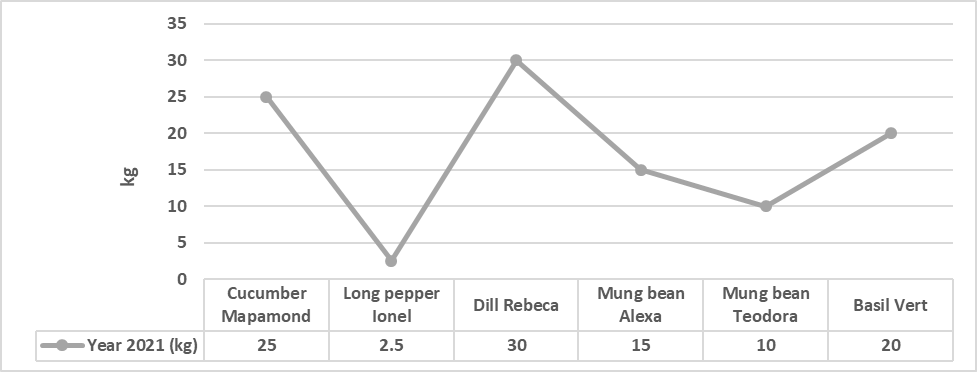 35
30
25
20
15
10
5
0
kg
Cucumber Mapamond
Long pepper Ionel
Dill Rebeca
Mung bean Alexa
Mung bean Teodora
Basil Vert
Year 2021 (kg) 25 2.5 30 15 10 20